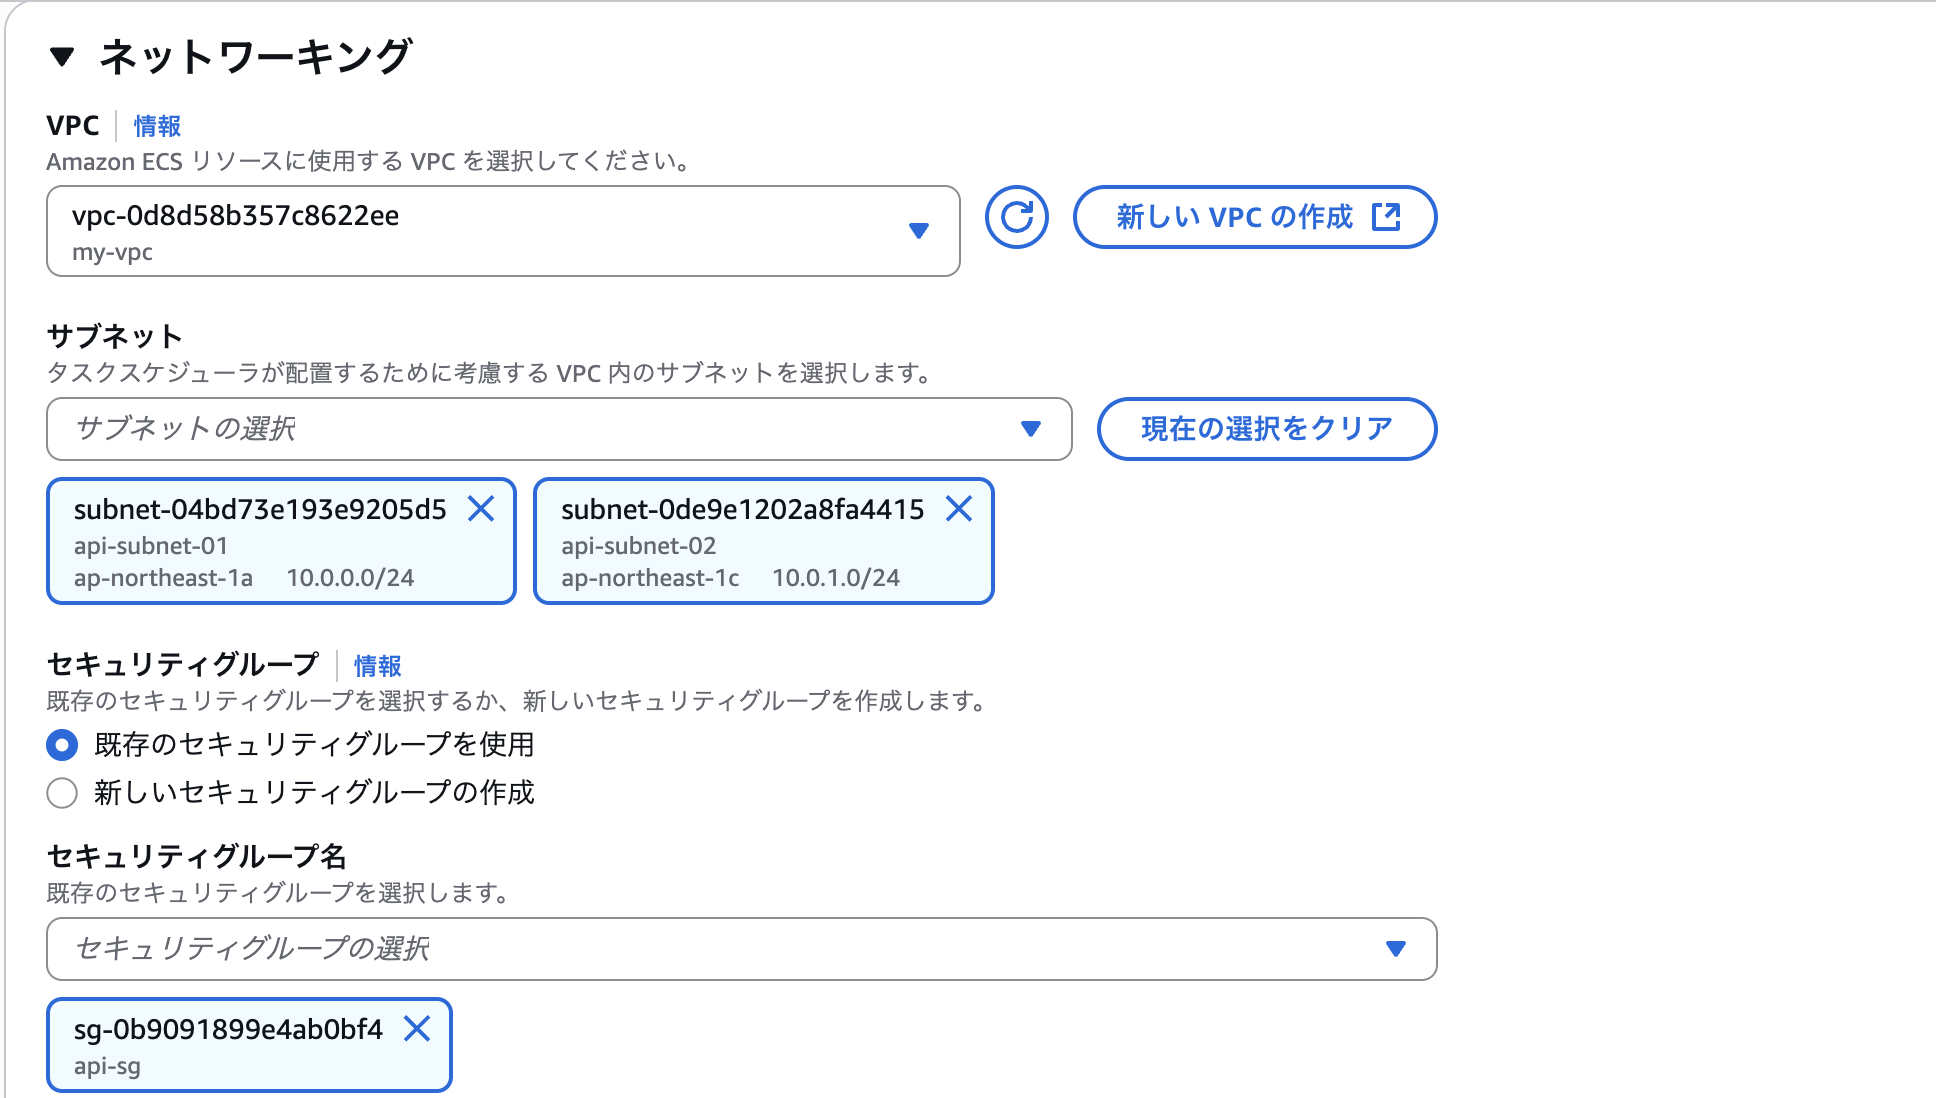 ネットワーキング
VPC 情報
Amazon ECS リソースに使用する VPC を選択してください。
vpc-0d8d58b357c8622ee
my-vpc
新しい VPC の作成
サブネット
タスクスケジューラが配置するために考慮する VPC 内のサブネットを選択します。
サブネットの選択
現在の選択をクリア
subnet-04bd73e193e9205d5
api-subnet-01
ap-northeast-1a 10.0.0.0/24
subnet-0de9e1202a8fa4415
api-subnet-02
ap-northeast-1c 10.0.1.0/24
セキュリティグループ 情報
既存のセキュリティグループを選択するか、新しいセキュリティグループを作成します。
既存のセキュリティグループを使用
新しいセキュリティグループの作成
セキュリティグループ名
既存のセキュリティグループを選択します。
セキュリティグループの選択
sg-0b9091899e4ab0bf4
api-sg